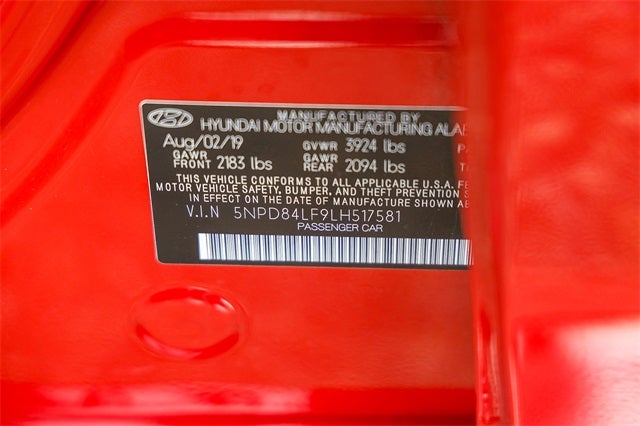 MANUFACTURED BY
HYUNDAI MOTOR MANUFACTURING ALAB
Aug/02/19 GVWR 3924 lbs
GAWR FRONT 2183 lbs GAWR REAR 2094 lbs
THIS VEHICLE CONFORMS TO ALL APPLICABLE U.S.A. FE
MOTOR VEHICLE SAFETY, BUMPER, AND THEFT PREVENTION S
IN EFFECT ON THE DATE OF MANUFACTURE SHOWN AB
V.I.N 5NPD84LF9LH517581
PASSENGER CAR